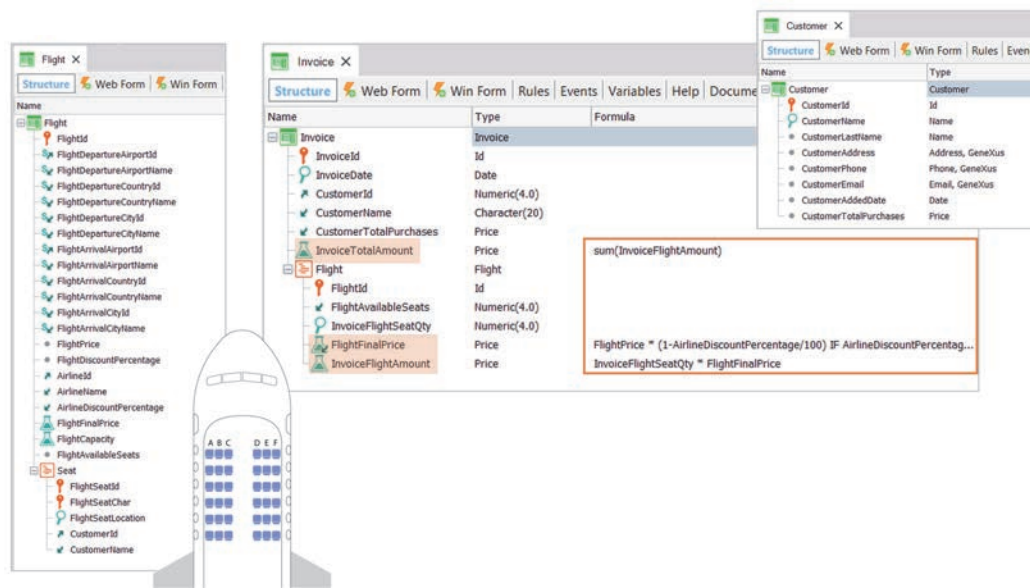 Flight X
Structure Web Form Win Form
Name
Flight
FlightId
FlightDepartureAirportId
FlightDepartureAirportName
FlightDepartureCountryId
FlightDepartureCountryName
FlightDepartureCityId
FlightDepartureCityName
FlightArrivalAirportId
FlightArrivalAirportName
FlightArrivalCountryId
FlightArrivalCountryName
FlightArrivalCityId
FlightArrivalCityName
FlightPrice
FlightDiscountPercentage
AirlineId
AirlineName
AirlineDiscountPercentage
FlightFinalPrice
FlightCapacity
FlightAvailableSeats
Seat
FlightSeatId
FlightSeatChar
FlightSeatLocation
CustomerId
CustomerName
A B C D E F
Invoice X
Structure Web Form Win Form Rules Events Variables Help Docume
Name Type Formula
Invoice Invoice
InvoiceId Id
InvoiceDate Date
CustomerId Numeric(4.0)
CustomerName Character(20)
CustomerTotalPurchases Price
InvoiceTotalAmount Price sum(InvoiceFlightAmount)
Flight Flight
FlightId Id
FlightAvailableSeats Numeric(4.0)
InvoiceFlightSeatQty Numeric(4.0)
FlightFinalPrice Price FlightPrice * (1-AirlineDiscountPercentage/100) IF AirlineDiscountPercentag...
InvoiceFlightAmount Price InvoiceFlightSeatQty * FlightFinalPrice
Customer X
Structure Web Form Win Form Rules Even
Name Type
Customer Customer
CustomerId Id
CustomerName Name
CustomerLastName Name
CustomerAddress Address, GeneXus
CustomerPhone Phone, GeneXus
CustomerEmail Email, GeneXus
CustomerAddedDate Date
CustomerTotalPurchases Price